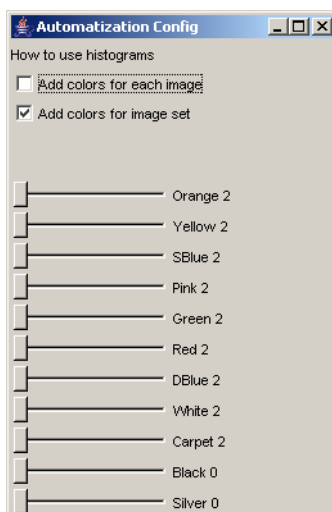 Automatization Config
How to use histograms
Add colors for each image
Add colors for image set
Orange 2
Yellow 2
SBlue 2
Pink 2
Green 2
Red 2
DBlue 2
White 2
Carpet 2
Black 0
Silver 0